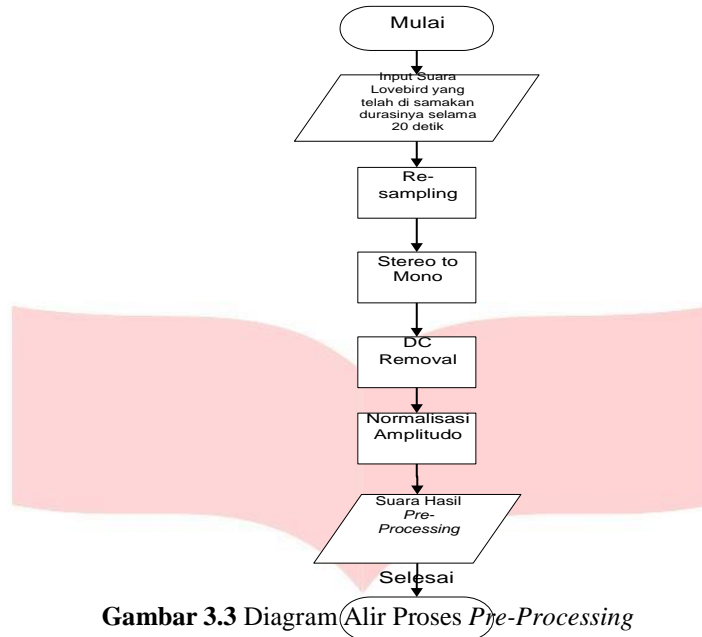 Mulai
Input Suara
Lovebird yang
telah di samakan
durasinya selama
20 detik
Re-
sampling
Stereo to
Mono
DC
Removal
Normalisasi
Amplitudo
Suara Hasil
Pre-
Processing
Selesai
Gambar 3.3 Diagram Alir Proses Pre-Processing